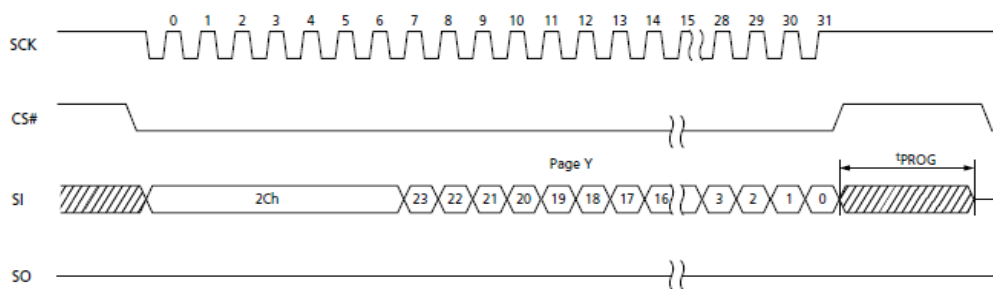 0 1 2 3 4 5 6 7 8 9 10 11 12 13 14 15 28 29 30 31
SCK
CS#
Page Y
tPROG
SI 2Ch 23 22 21 20 19 18 17 16 3 2 1 0
SO